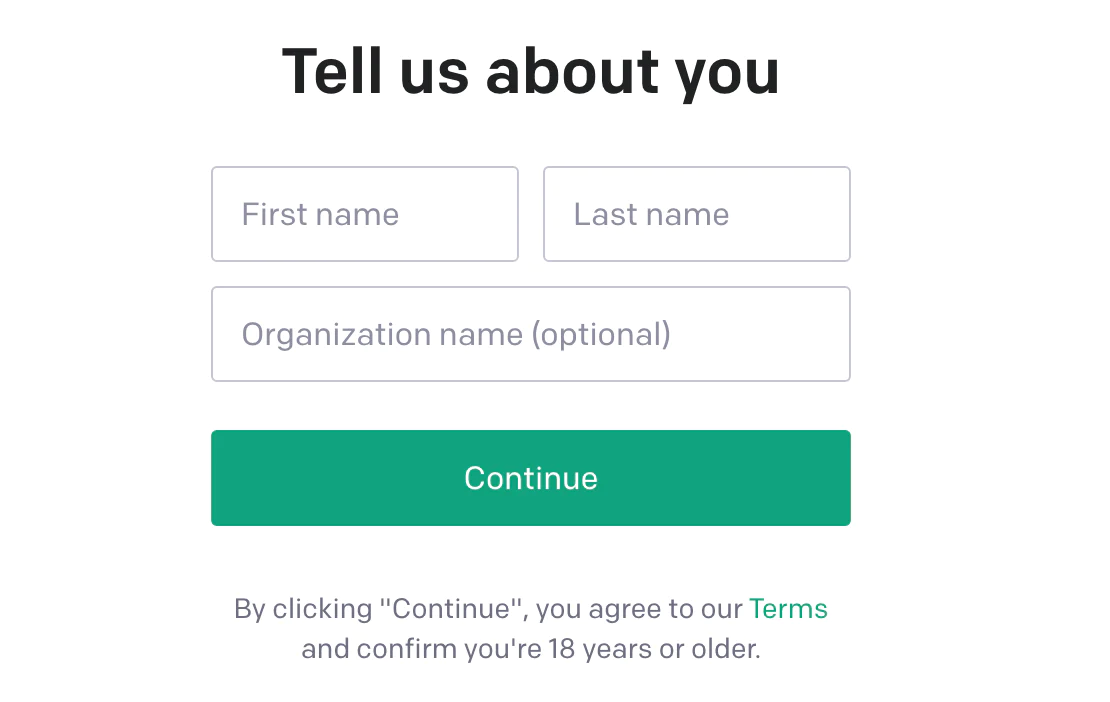 Tell us about you
First name
Last name
Organization name (optional)
Continue
By clicking "Continue", you agree to our Terms
and confirm you're 18 years or older.